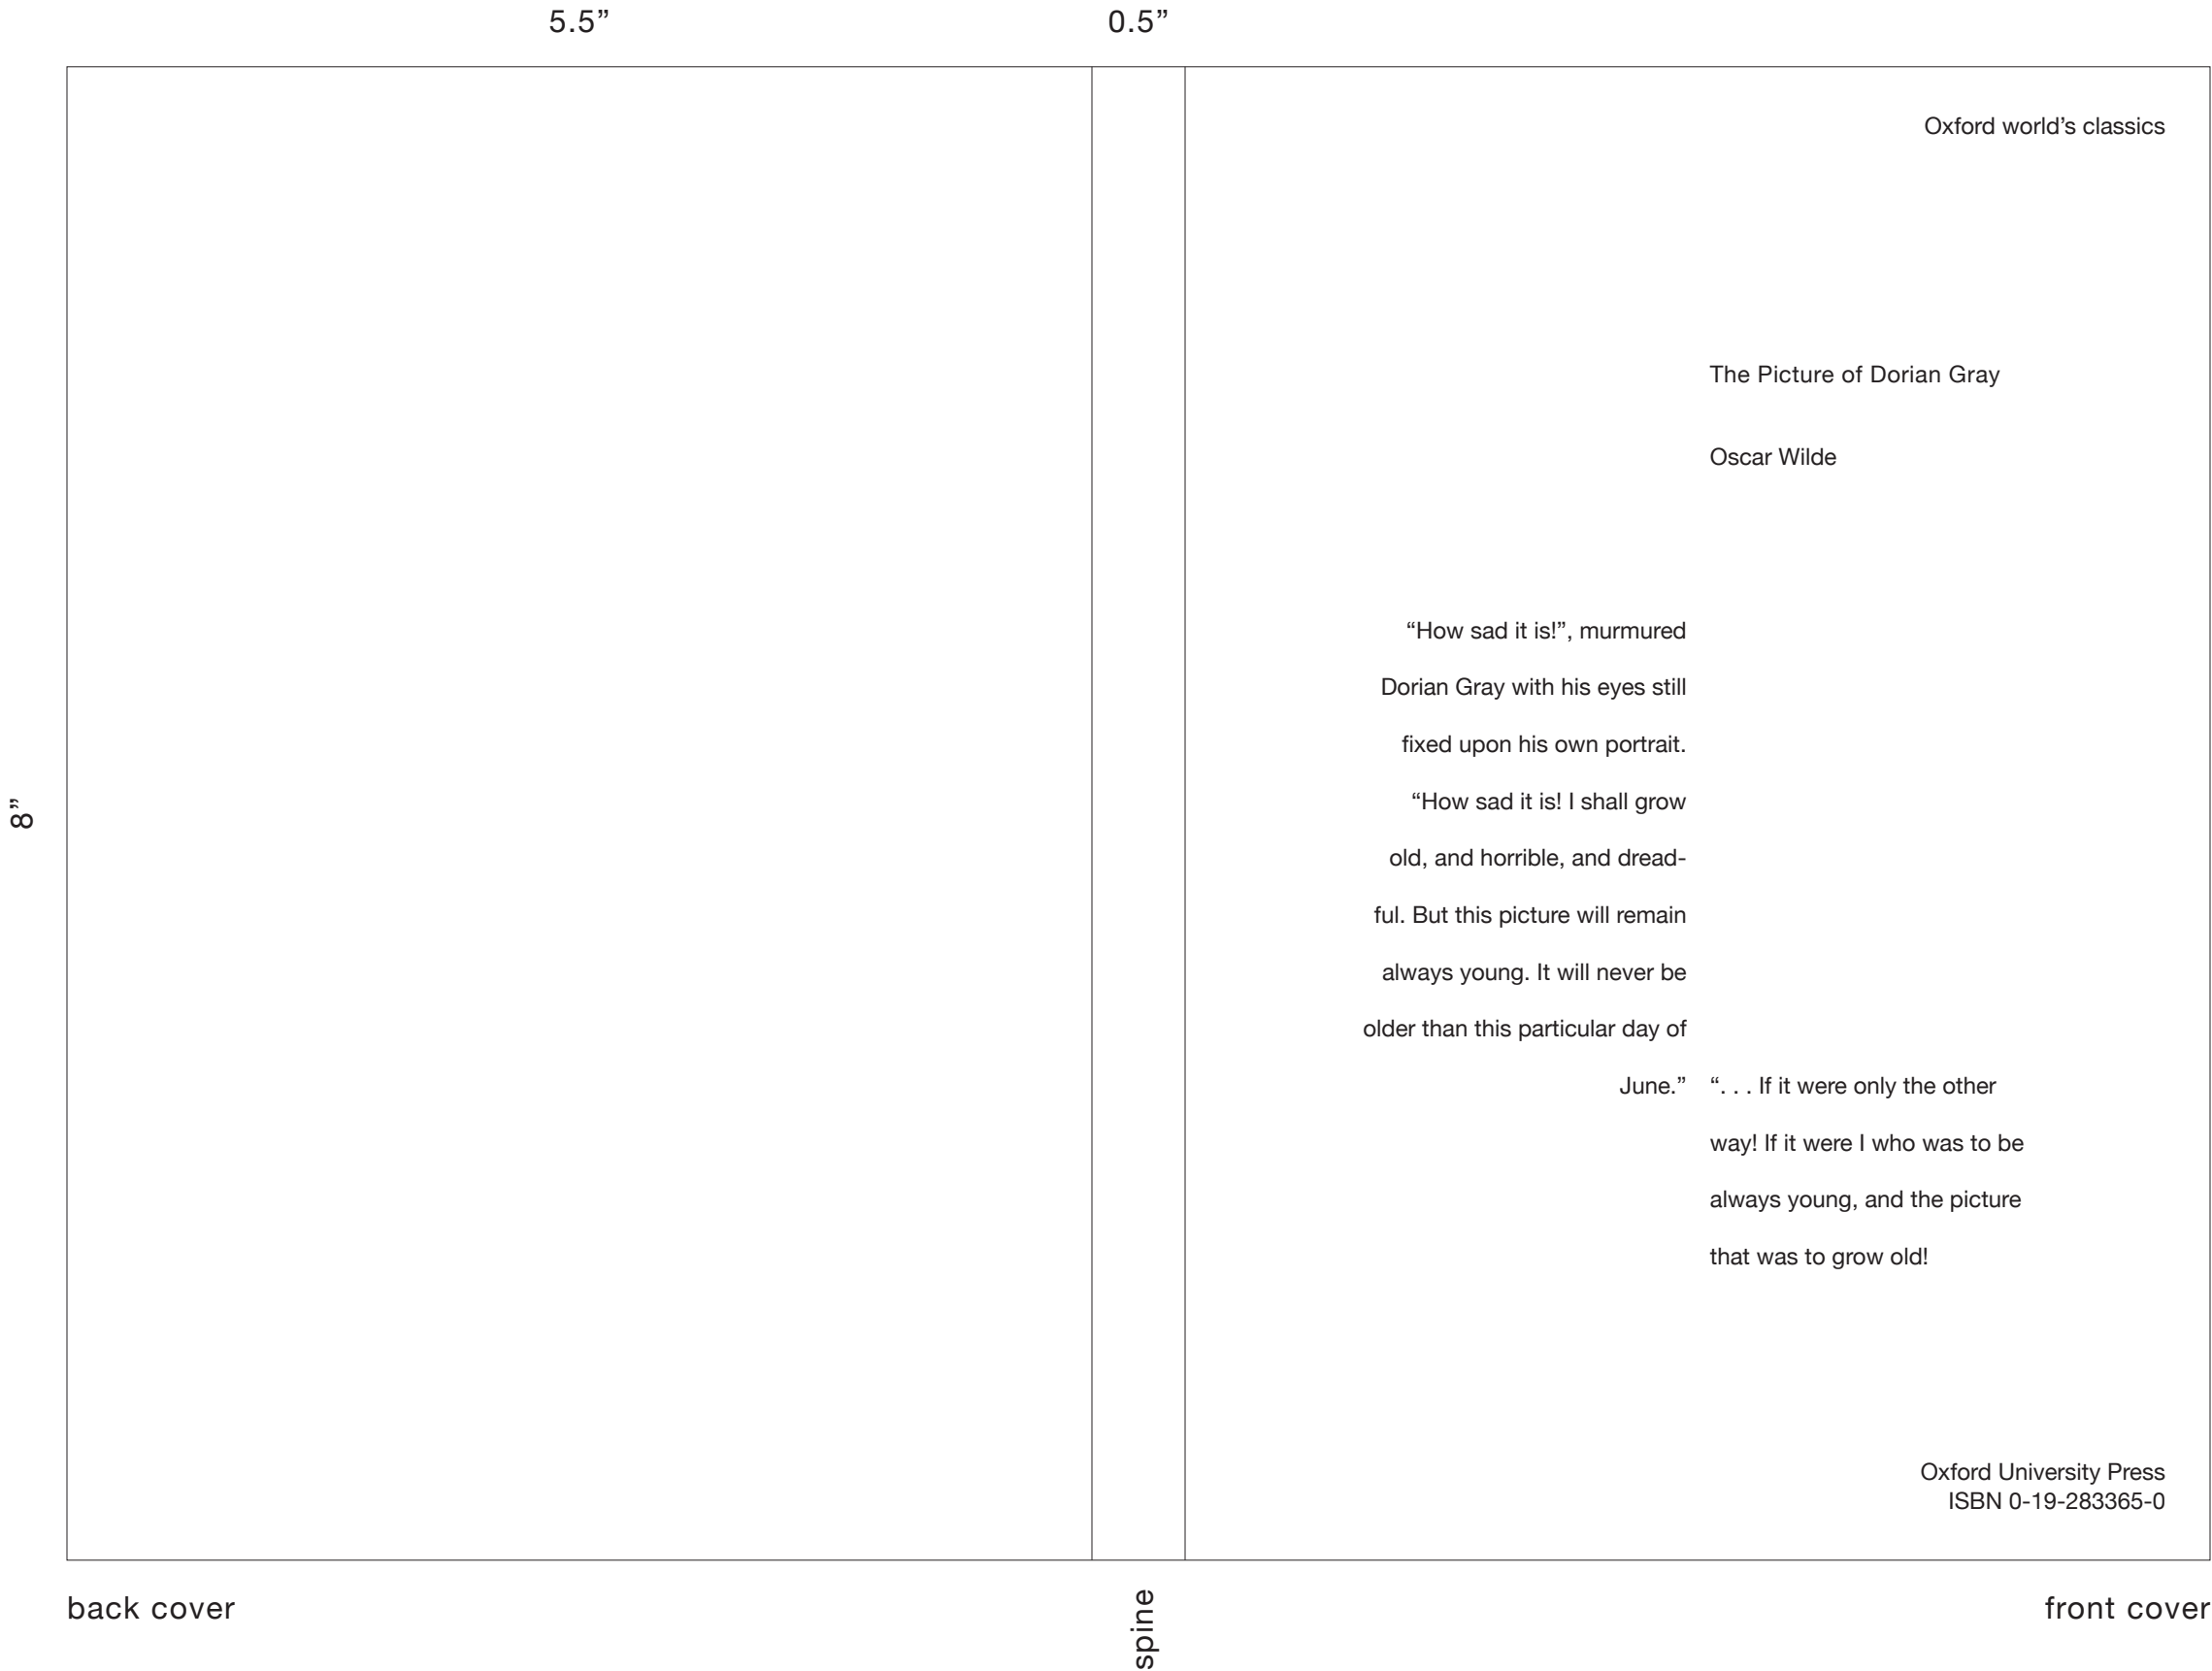 5.5”
0.5”
8”
Oxford world’s classics
The Picture of Dorian Gray
Oscar Wilde
“How sad it is!”, murmured
Dorian Gray with his eyes still
fixed upon his own portrait.
“How sad it is! I shall grow
old, and horrible, and dread-
ful. But this picture will remain
always young. It will never be
older than this particular day of
June.”
“. . . If it were only the other
way! If it were I who was to be
always young, and the picture
that was to grow old!
Oxford University Press
ISBN 0-19-283365-0
back cover
spine
front cover